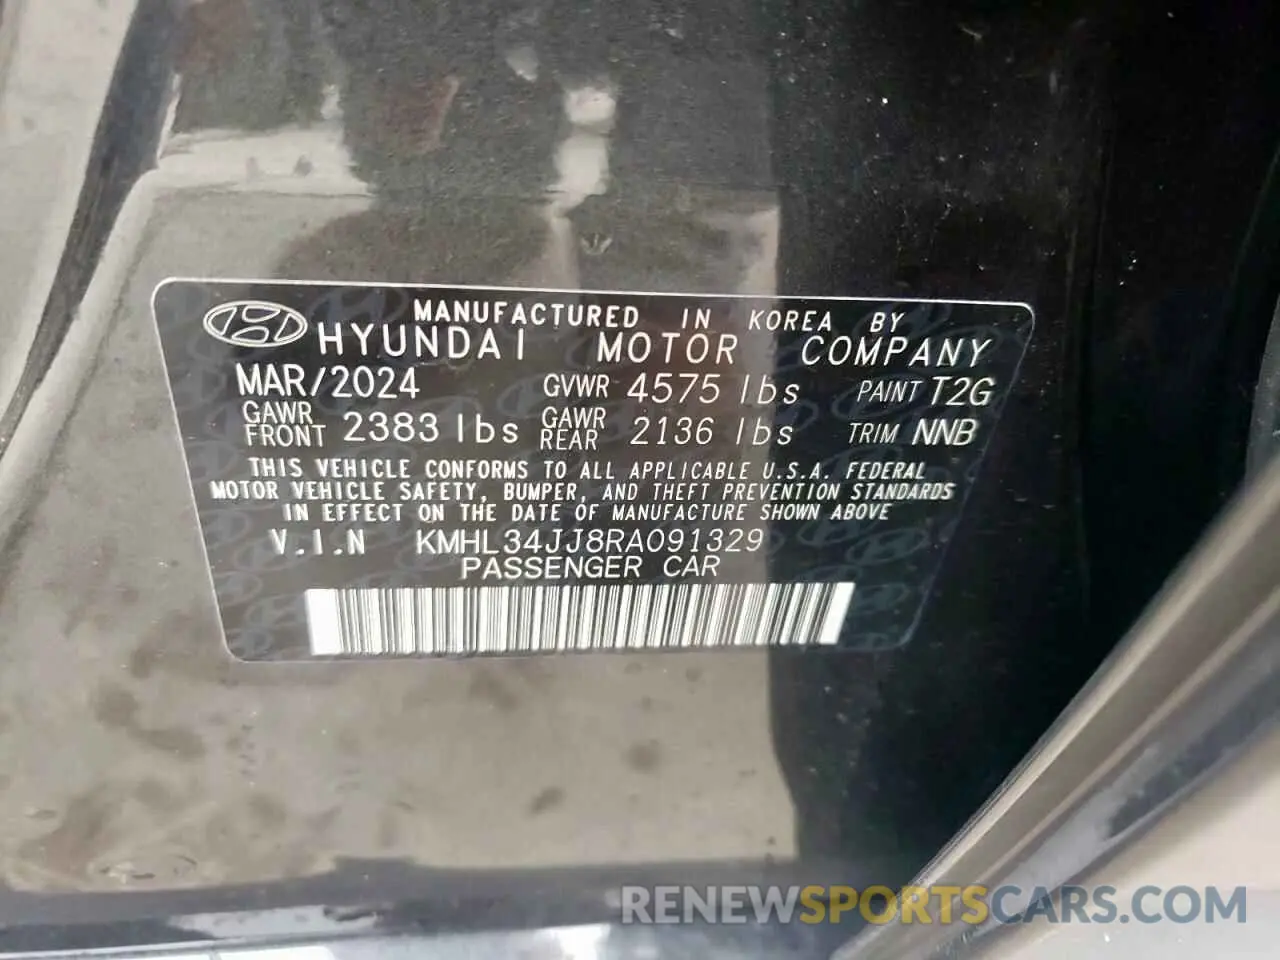 MANUFACTURED IN KOREA BY
HYUNDAI MOTOR COMPANY
MAR/2024 GVWR 4575 lbs PAINT T2G
GAWR FRONT 2383 lbs GAWR REAR 2136 lbs TRIM NNB
THIS VEHICLE CONFORMS TO ALL APPLICABLE U.S.A. FEDERAL
MOTOR VEHICLE SAFETY, BUMPER, AND THEFT PREVENTION STANDARDS
IN EFFECT ON THE DATE OF MANUFACTURE SHOWN ABOVE
V.I.N KMHL34JJ8RA091329
PASSENGER CAR
RENEWSPORTSCARS.COM